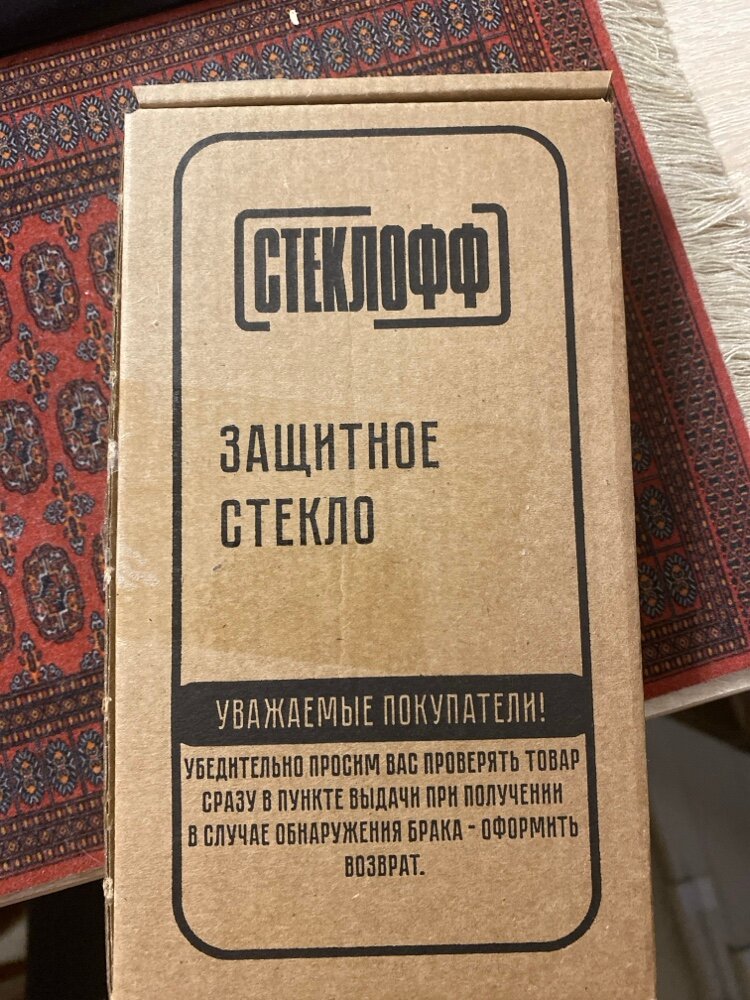 СТЕКЛОФФ
ЗАЩИТНОЕ
СТЕКЛО
УВАЖАЕМЫЕ ПОКУПАТЕЛИ!
УБЕДИТЕЛЬНО ПРОСИМ ВАС ПРОВЕРЯТЬ ТОВАР
СРАЗУ В ПУНКТЕ ВЫДАЧИ ПРИ ПОЛУЧЕНИИ
В СЛУЧАЕ ОБНАРУЖЕНИЯ БРАКА - ОФОРМИТЬ
ВОЗВРАТ.